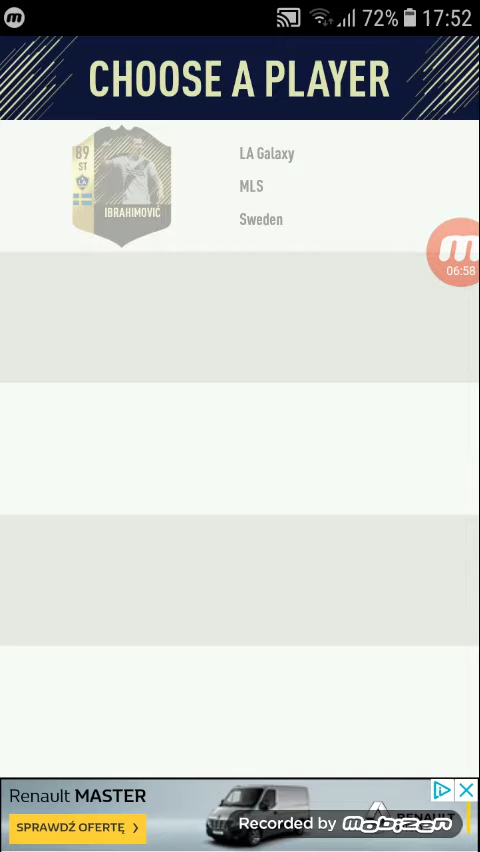 72% 17:52
CHOOSE A PLAYER
89
ST
IBRAHIMOVIĆ
LA Galaxy
MLS
Sweden
06:58
Renault MASTER
SPRAWDŹ OFERTĘ
RENAULT
Recorded by mobizen